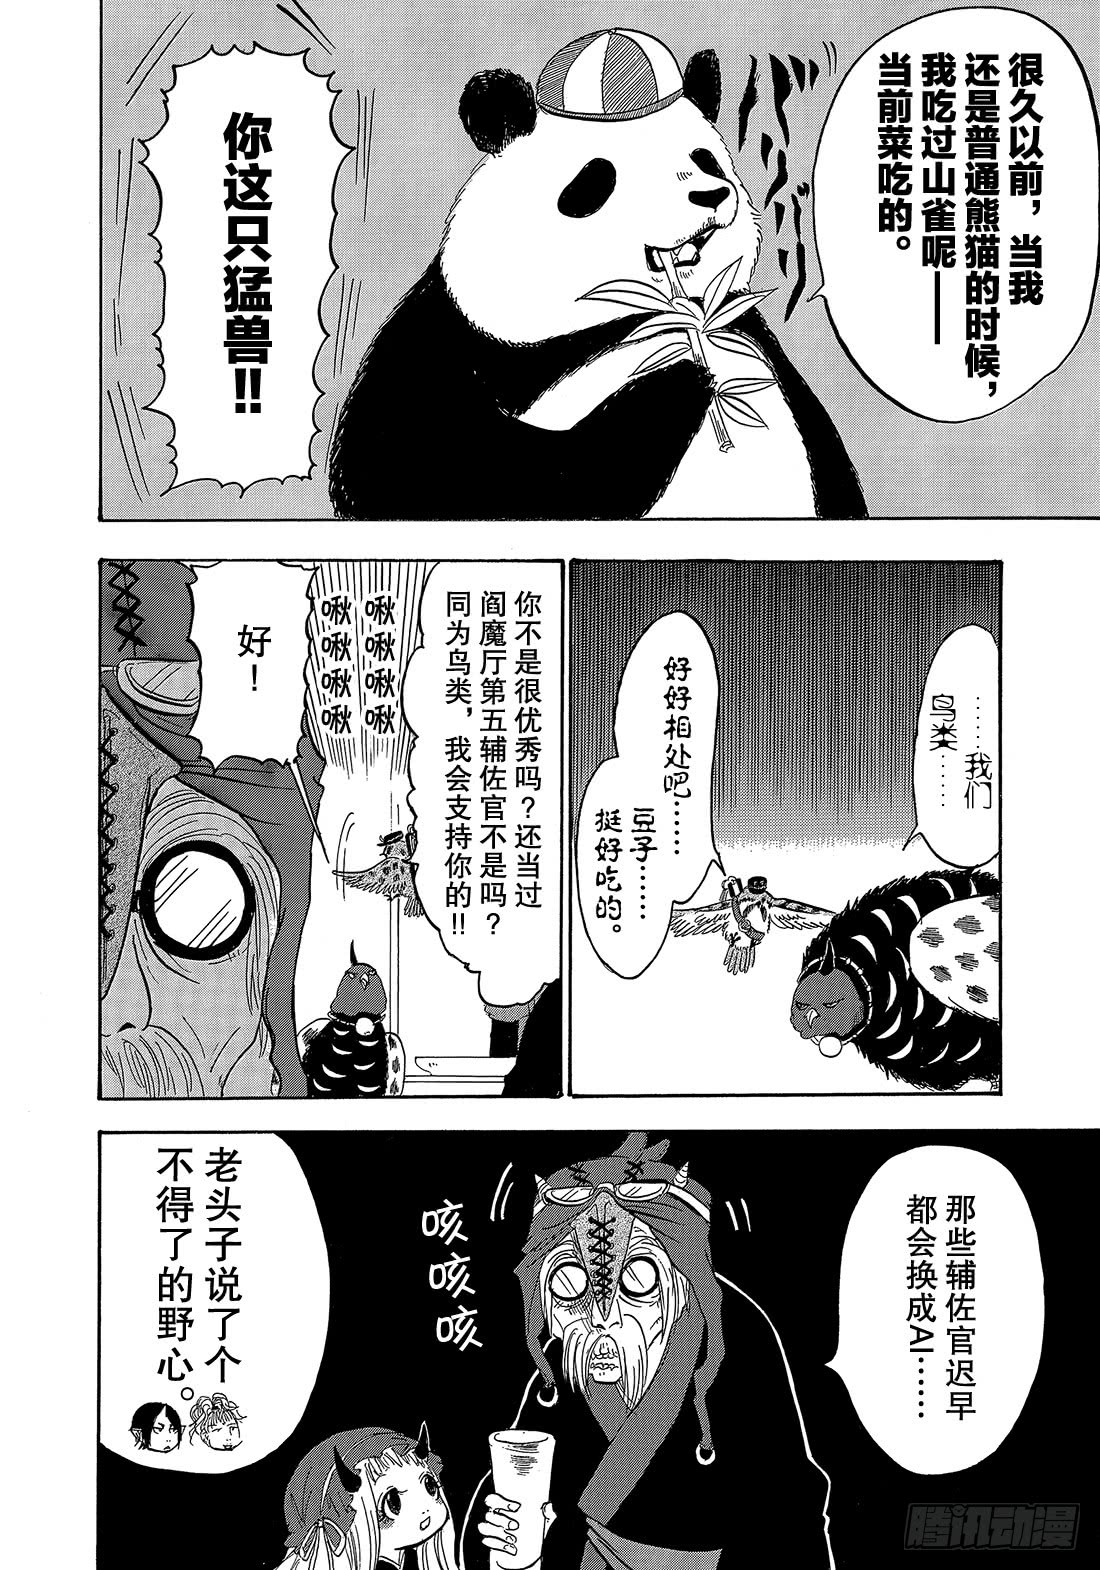 很久以前，当我
还是普通熊猫的时候，
我吃过山雀呢——
当前菜吃的。
バリバリ
你这只猛兽!!
……我们
鸟类……
好好相处吧……
豆子……
挺好吃的。
你不是很优秀吗？还当过
阎魔厅第五辅佐官不是吗？
同为鸟类，我会支持你的!!
啾啾啾啾
啾啾啾啾
好！
那些辅佐官迟早
都会换成AI……
咳咳咳
老头子说了个
不得了的野心。
腾讯动漫